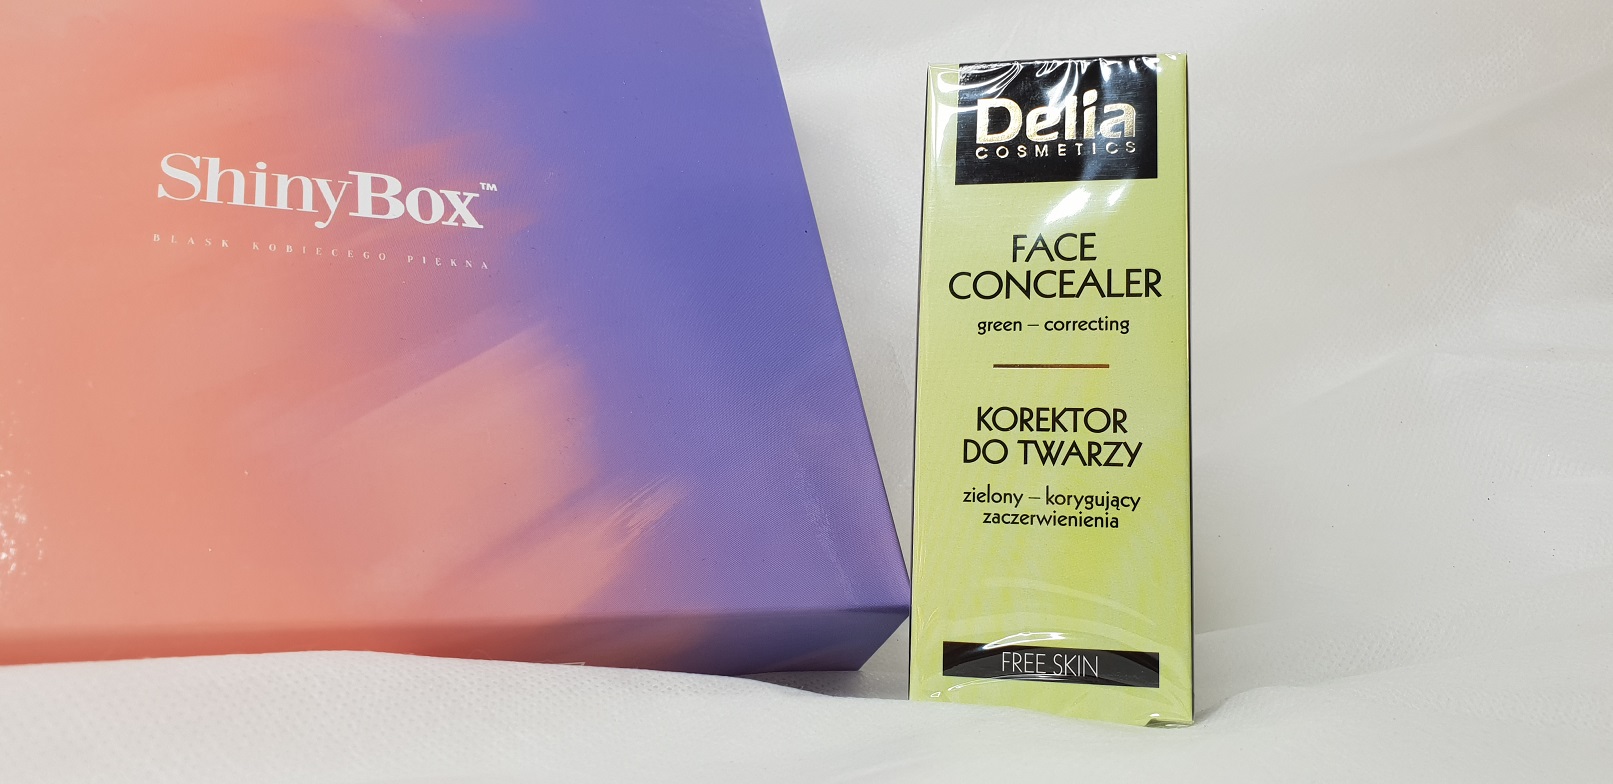 ShinyBox™
BLASK KOBIECEGO PIĘKNA
Delia
COSMETICS
FACE
CONCEALER
green – correcting
KOREKTOR
DO TWARZY
zielony – korygujący
zaczerwienienia
FREE SKIN